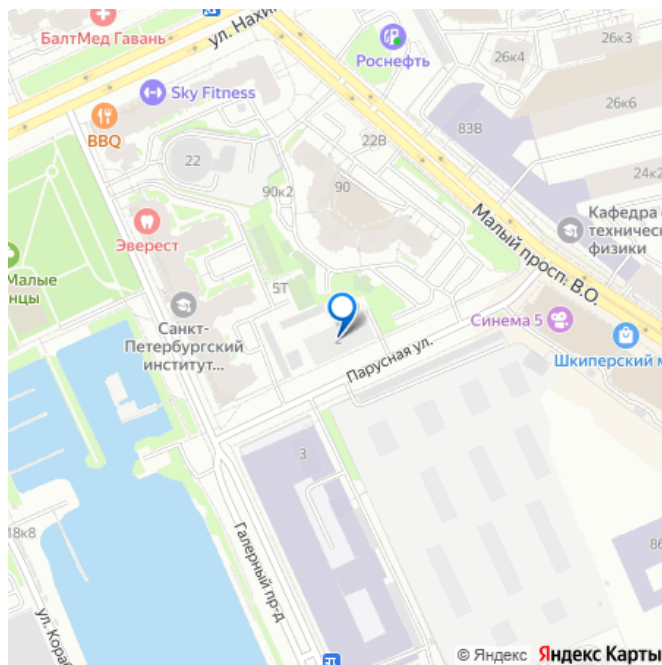 БалтМед Гавань
ул. Нахи
Роснефть
26к3
26к4
Sky Fitness
26к6
BBQ
83В
22
22В
24к2
90к2
90
Эверест
Кафедра
техническ
физики
Малый просп. В.О.
Малые
нцы
5Т
Санкт-
Петербургский
институт...
Синема 5
2
Парусная ул.
Шкиперский м
3
18к8
Галерный пр-д
86
ул. Кораб
© Яндекс Яндекс Карты